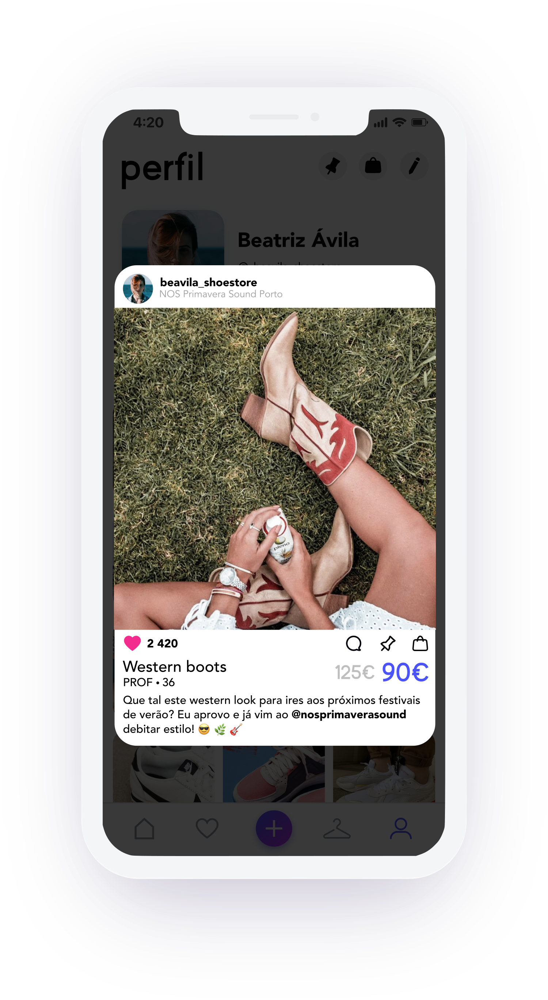 4:20
perfil
Beatriz Ávila
beavila_shoestore
NOS Primavera Sound Porto
pleno
2 420
Western boots
125€ 90€
PROF • 36
Que tal este western look para ires aos próximos festivais
de verão? Eu aprovo e já vim ao @nosprimaverasound
debitar estilo! 😎 🌿 🎸